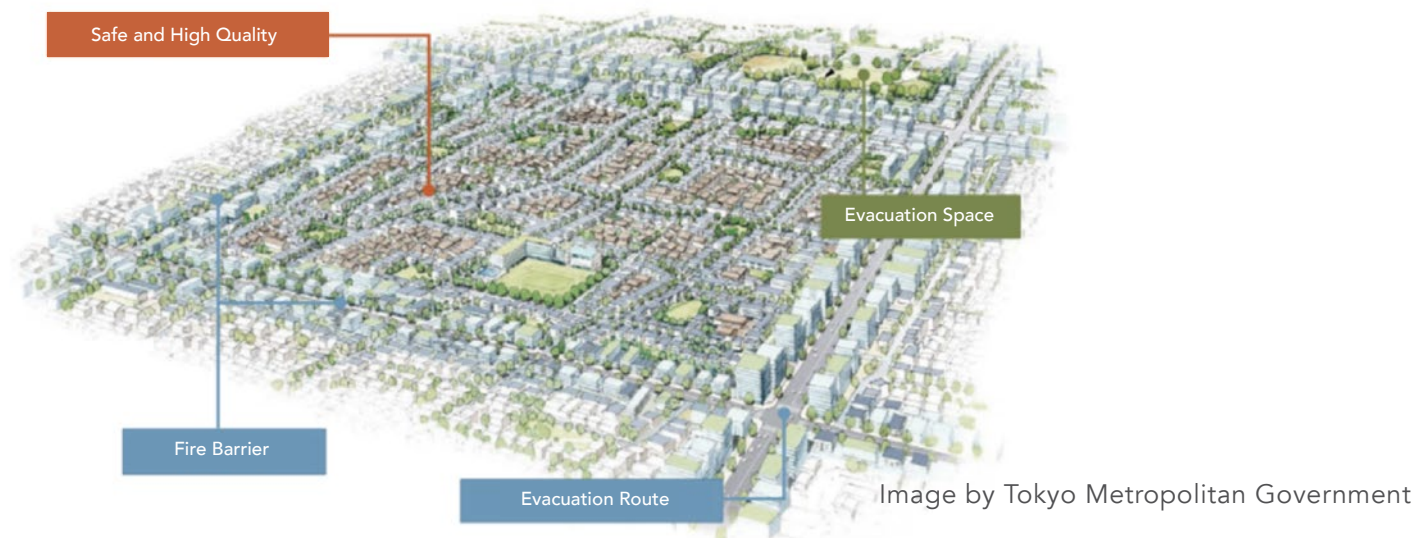 Safe and High Quality
Evacuation Space
Fire Barrier
Evacuation Route
Image by Tokyo Metropolitan Government